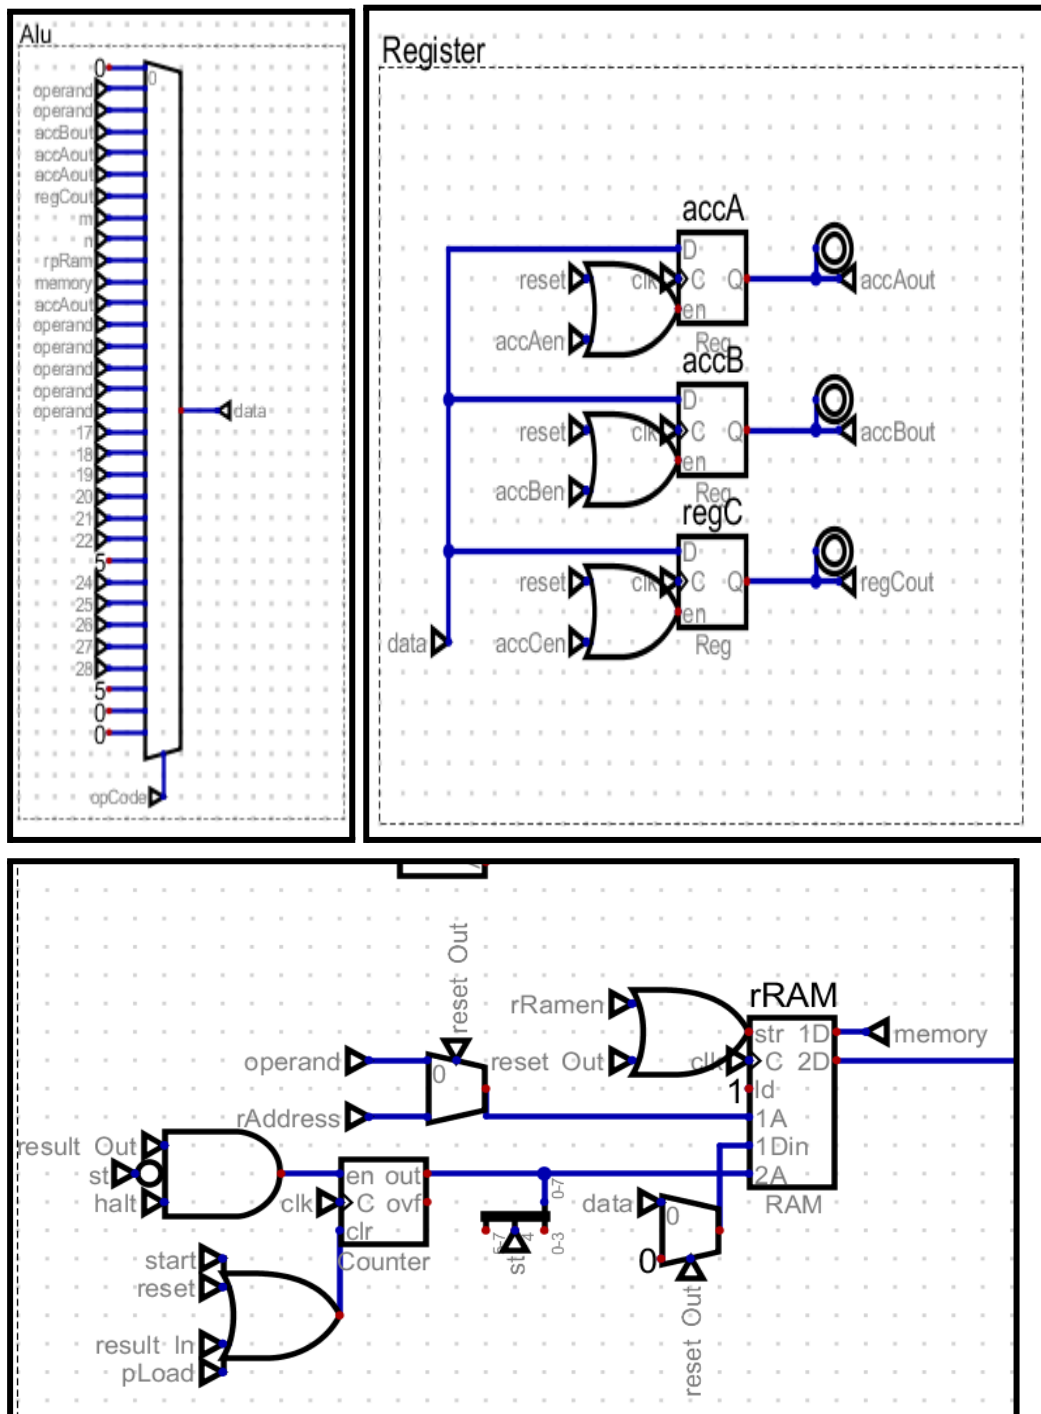 Alu
0
0
operand
operand
accBout
accAout
accAout
regCout
m
n
rpRam
memory
accAout
operand
operand
operand
operand
operand
data
17
18
19
20
21
22
5
24
25
26
27
28
5
0
0
opCode
Register
accA
D
reset
clk
C
Q
accAout
en
accAen
Reg
accB
D
reset
clk
C
Q
accBout
en
accBen
Reg
regC
D
reset
clk
C
Q
regCout
en
data
accCen
Reg
reset Out
rRAM
rRamen
str 1D
memory
operand
0
reset Out
clk
C 2D
1
ld
rAddress
1A
result Out
1Din
st
en out
2A
halt
clk
C ovf
0-7
data
0
RAM
clr
4
0-3
st
start
Counter
0
reset
result In
reset Out
pLoad